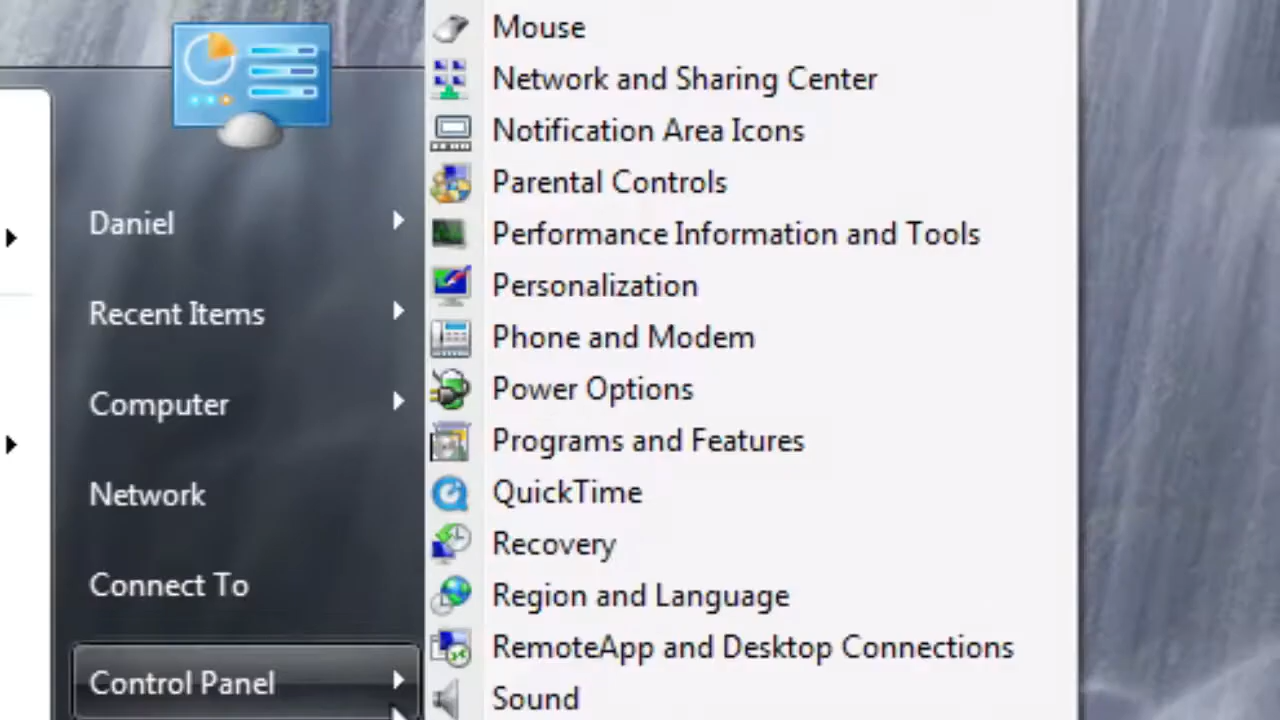 Daniel
Recent Items
Computer
Network
Connect To
Control Panel
Mouse
Network and Sharing Center
Notification Area Icons
Parental Controls
Performance Information and Tools
Personalization
Phone and Modem
Power Options
Programs and Features
QuickTime
Recovery
Region and Language
RemoteApp and Desktop Connections
Sound